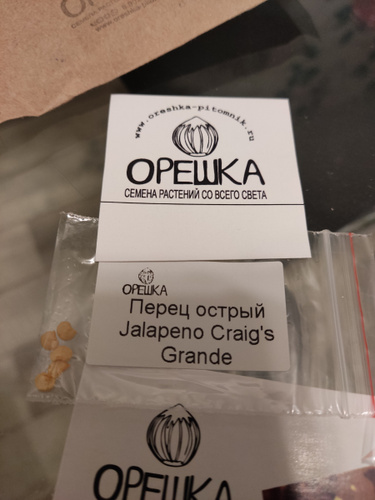 www.oreshka-pitomnik.ru
ОРЕШКА
СЕМЕНА РАСТЕНИЙ СО ВСЕГО СВЕТА
ОРЕШКА
Перец острый
Jalapeno Craig's
Grande
ОРЕШКА